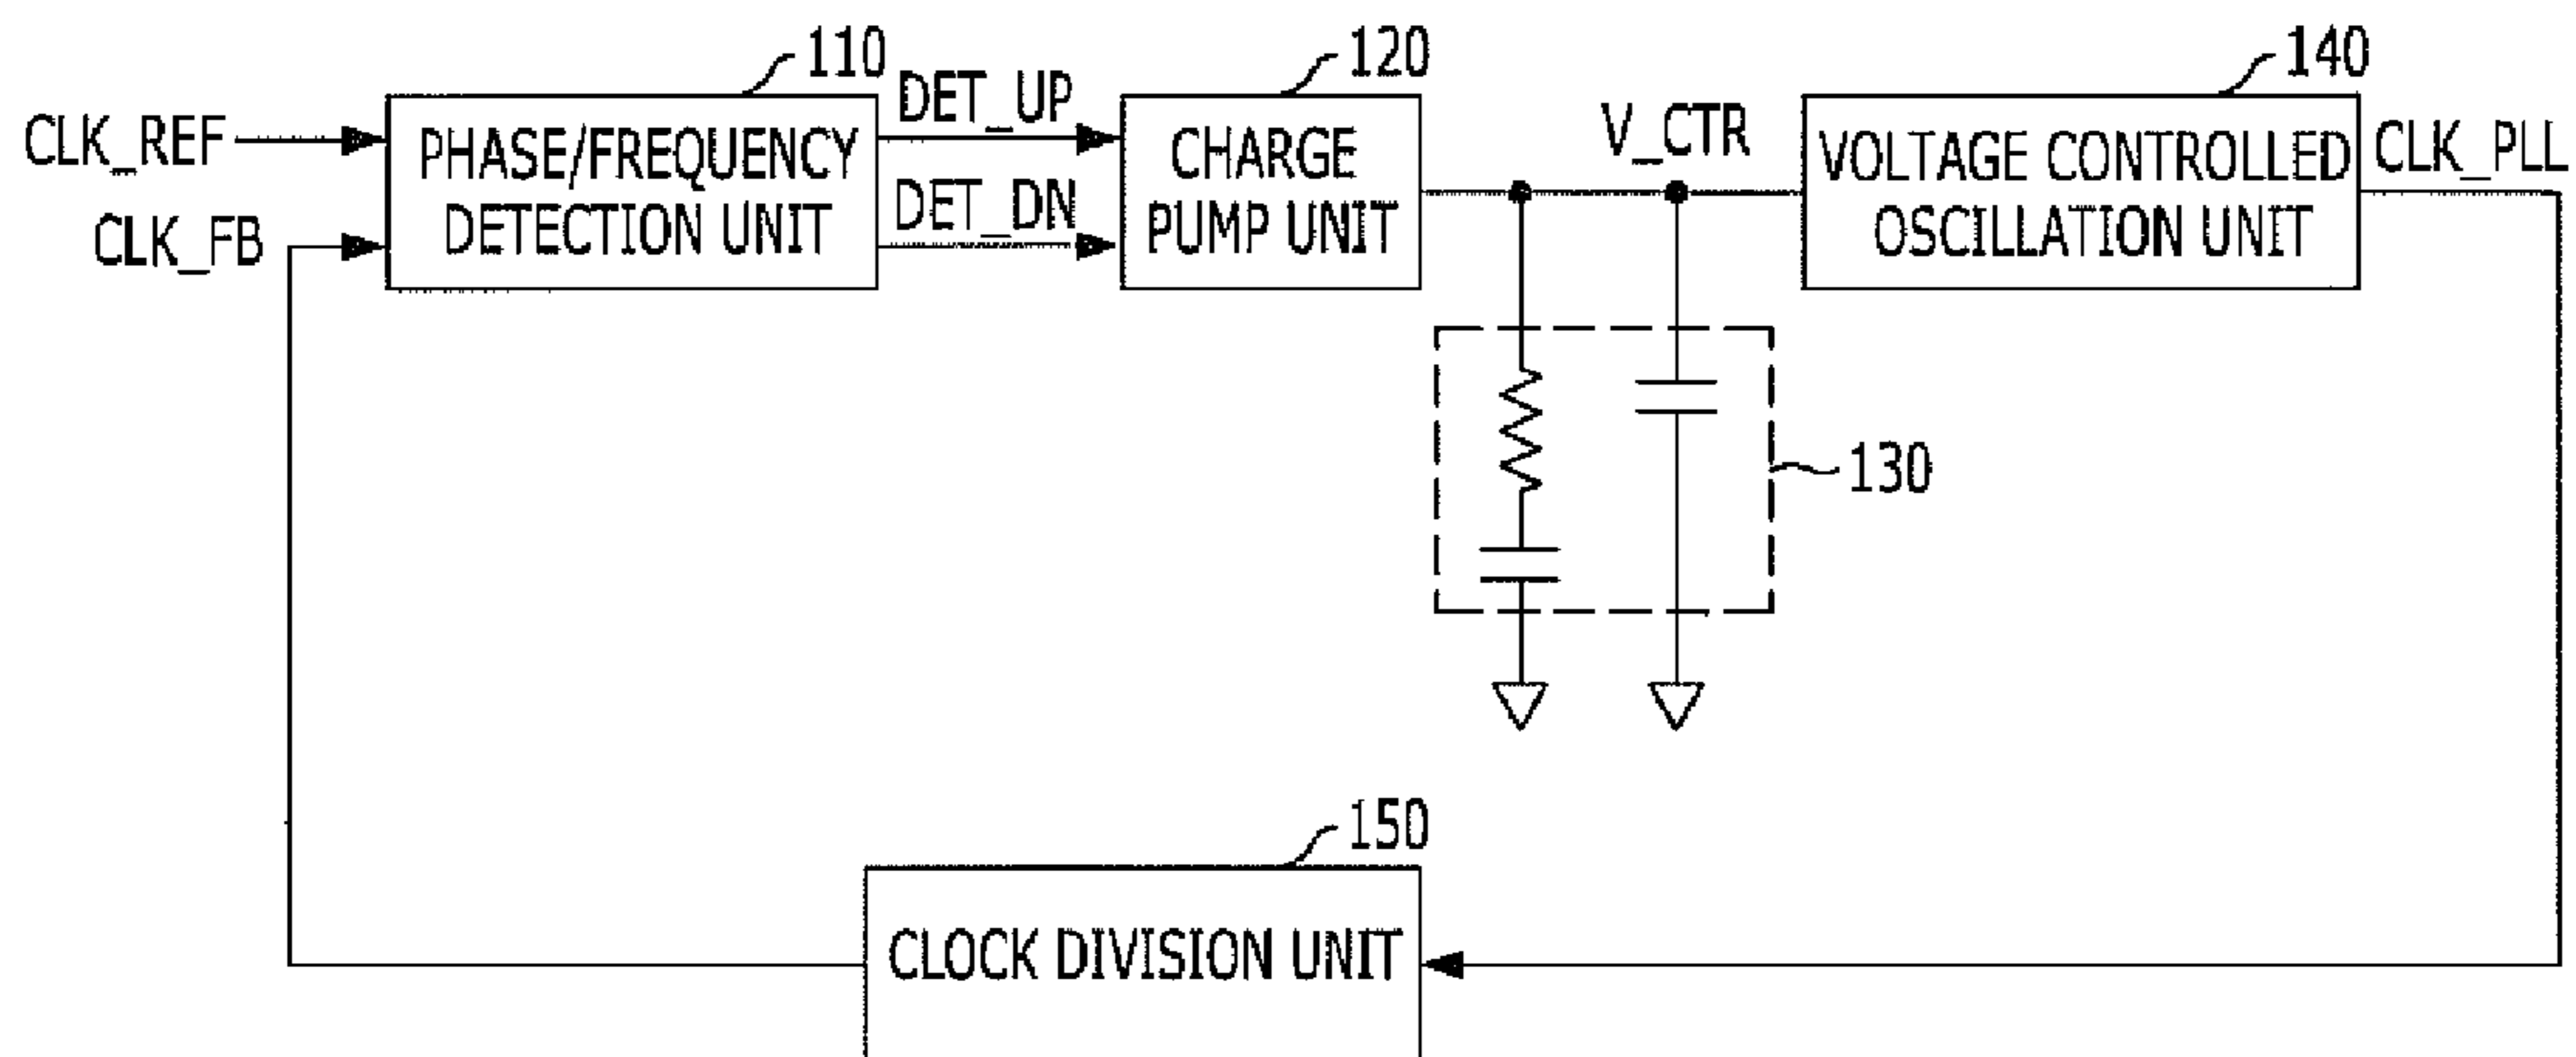 110
120
140
CLK_REF
CLK_FB
PHASE/FREQUENCY
DETECTION UNIT
DET_UP
DET_DN
CHARGE
PUMP UNIT
V_CTR
VOLTAGE CONTROLLED
OSCILLATION UNIT
CLK_PLL
130
150
CLOCK DIVISION UNIT